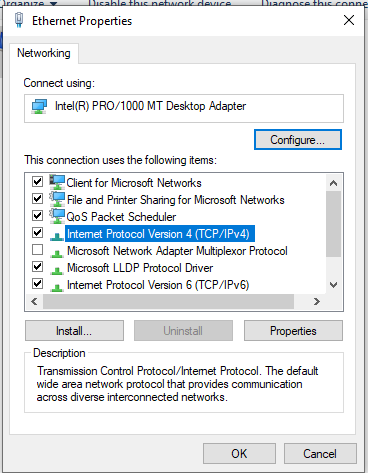 Organize
Disable this network device
Diagnose this conne
Ethernet Properties
Networking
Connect using:
Intel(R) PRO/1000 MT Desktop Adapter
Configure...
This connection uses the following items:
Client for Microsoft Networks
File and Printer Sharing for Microsoft Networks
QoS Packet Scheduler
Internet Protocol Version 4 (TCP/IPv4)
Microsoft Network Adapter Multiplexor Protocol
Microsoft LLDP Protocol Driver
Internet Protocol Version 6 (TCP/IPv6)
Install...
Uninstall
Properties
Description
Transmission Control Protocol/Internet Protocol. The default
wide area network protocol that provides communication
across diverse interconnected networks.
OK
Cancel